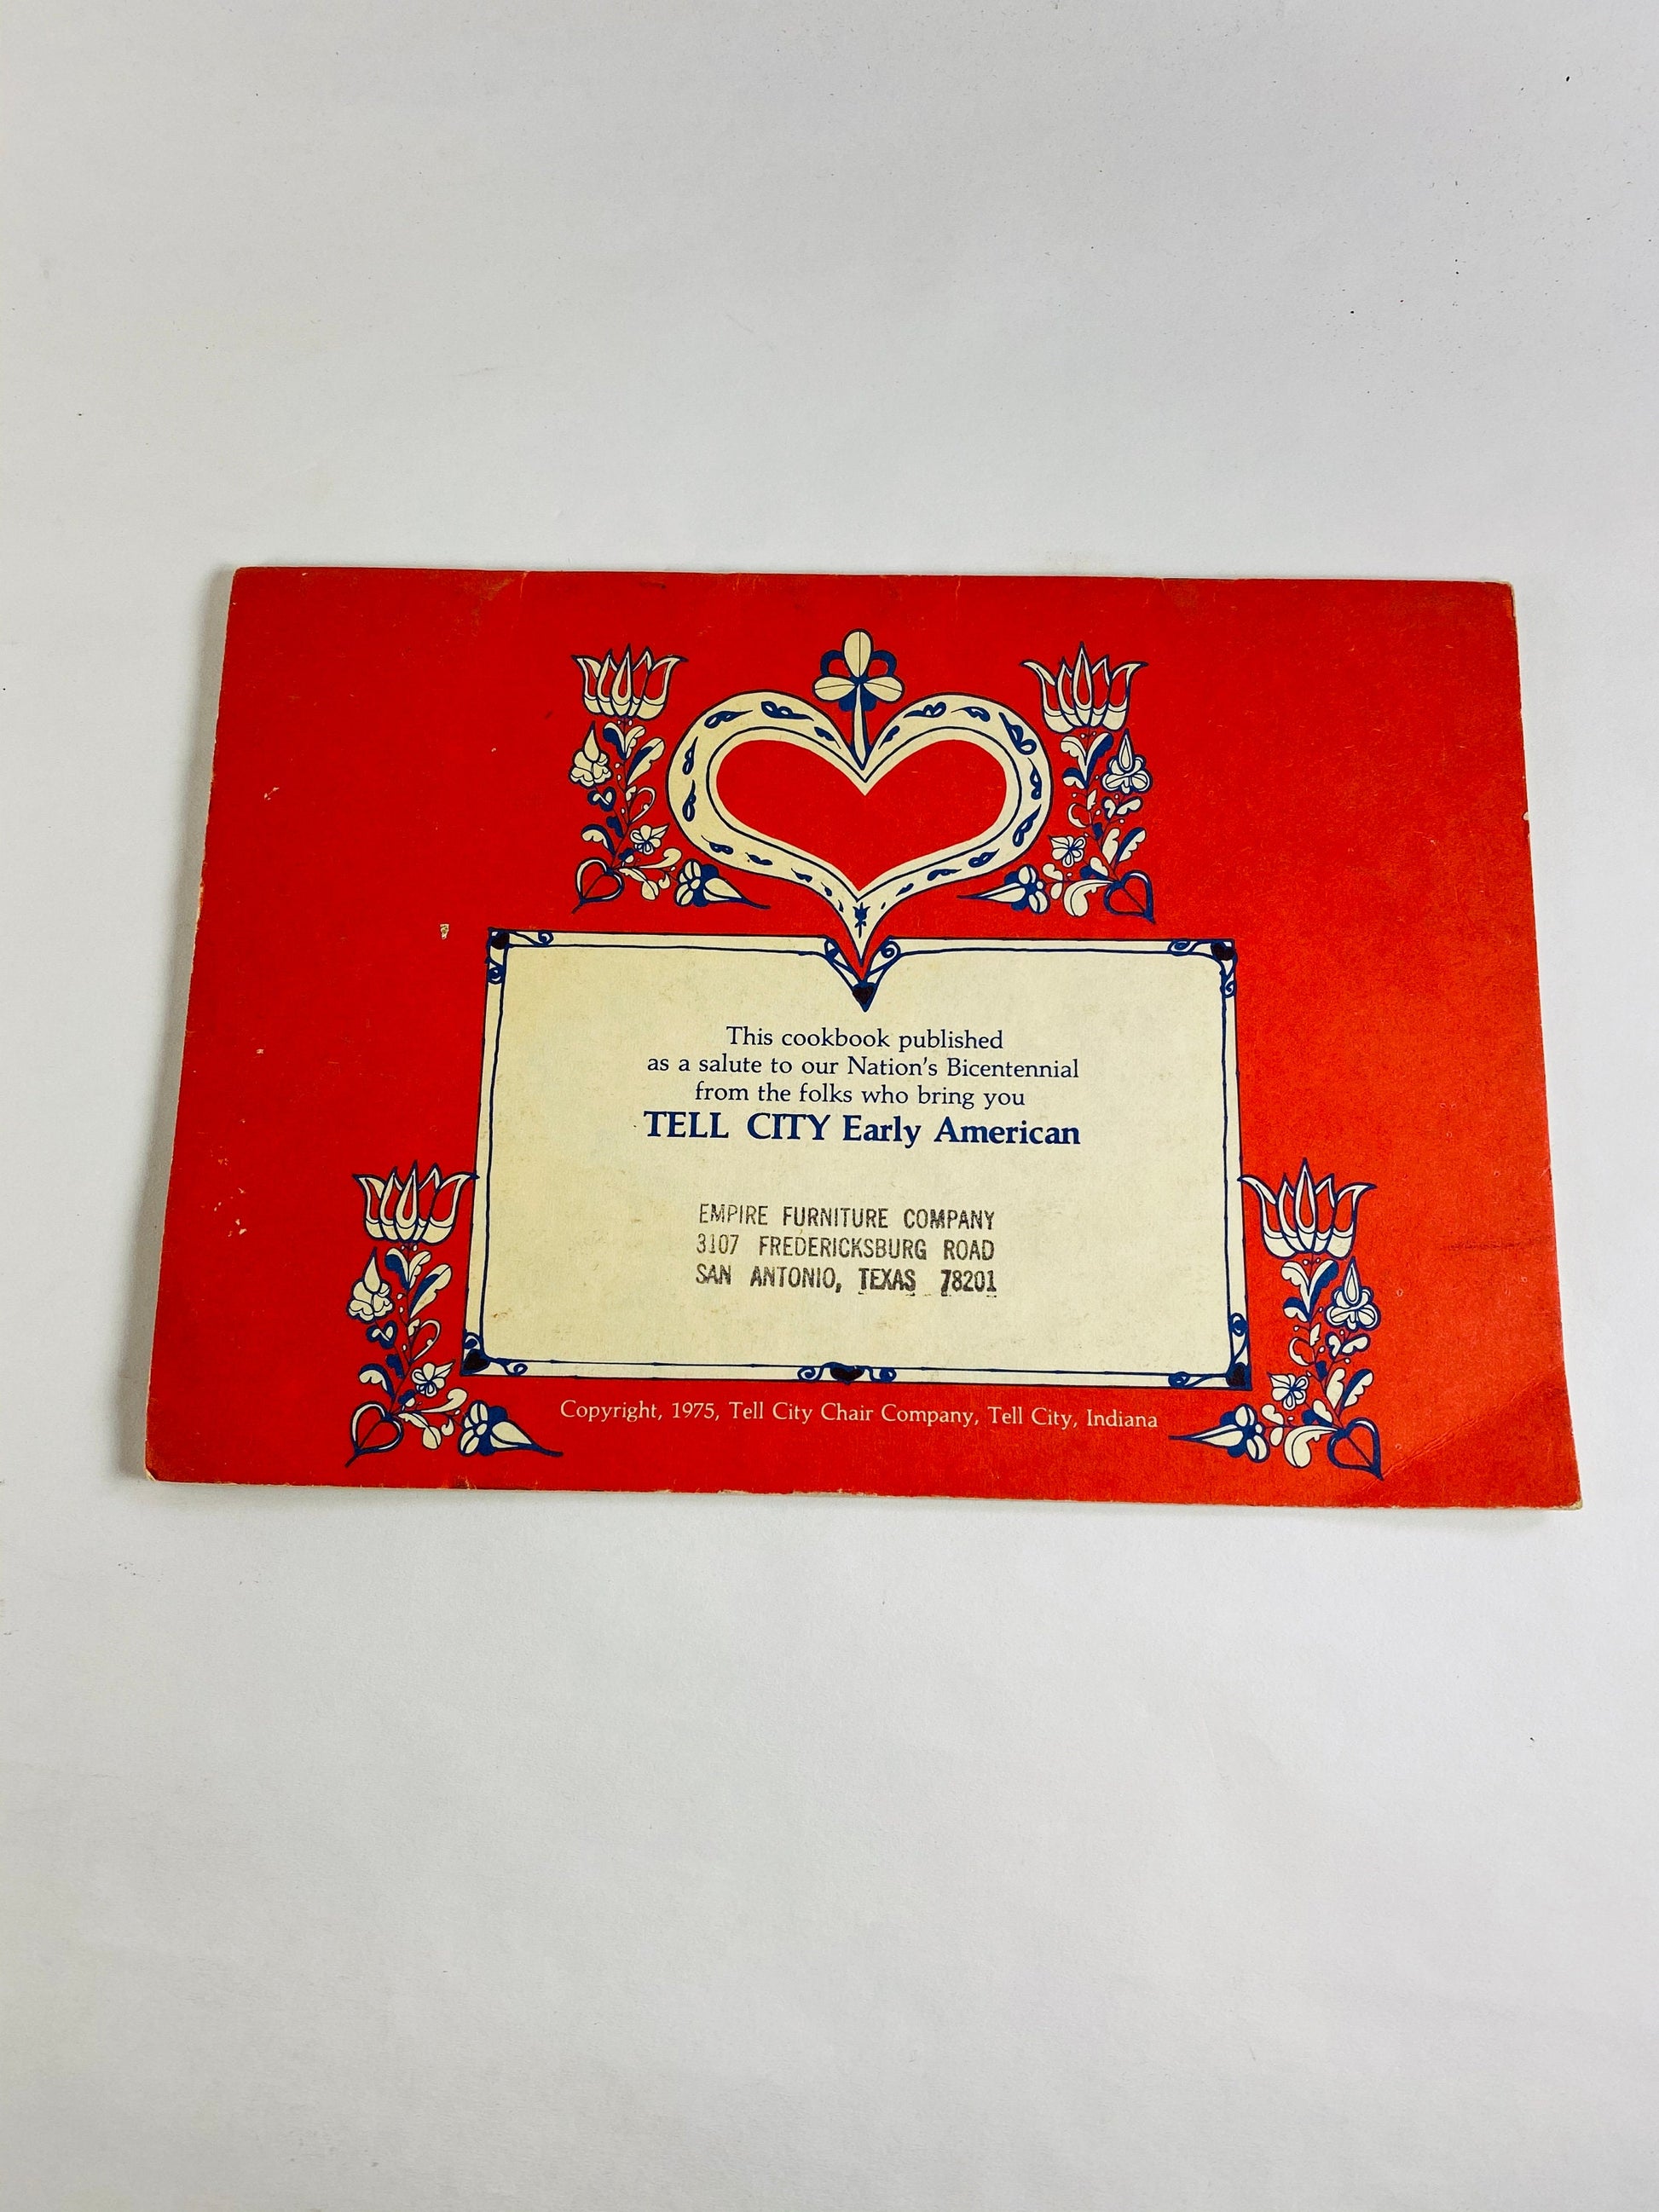 This cookbook published
as a salute to our Nation's Bicentennial
from the folks who bring you
TELL CITY Early American
EMPIRE FURNITURE COMPANY
3107 FREDERICKSBURG ROAD
SAN ANTONIO, TEXAS 78201
Copyright, 1975, Tell City Chair Company, Tell City, Indiana